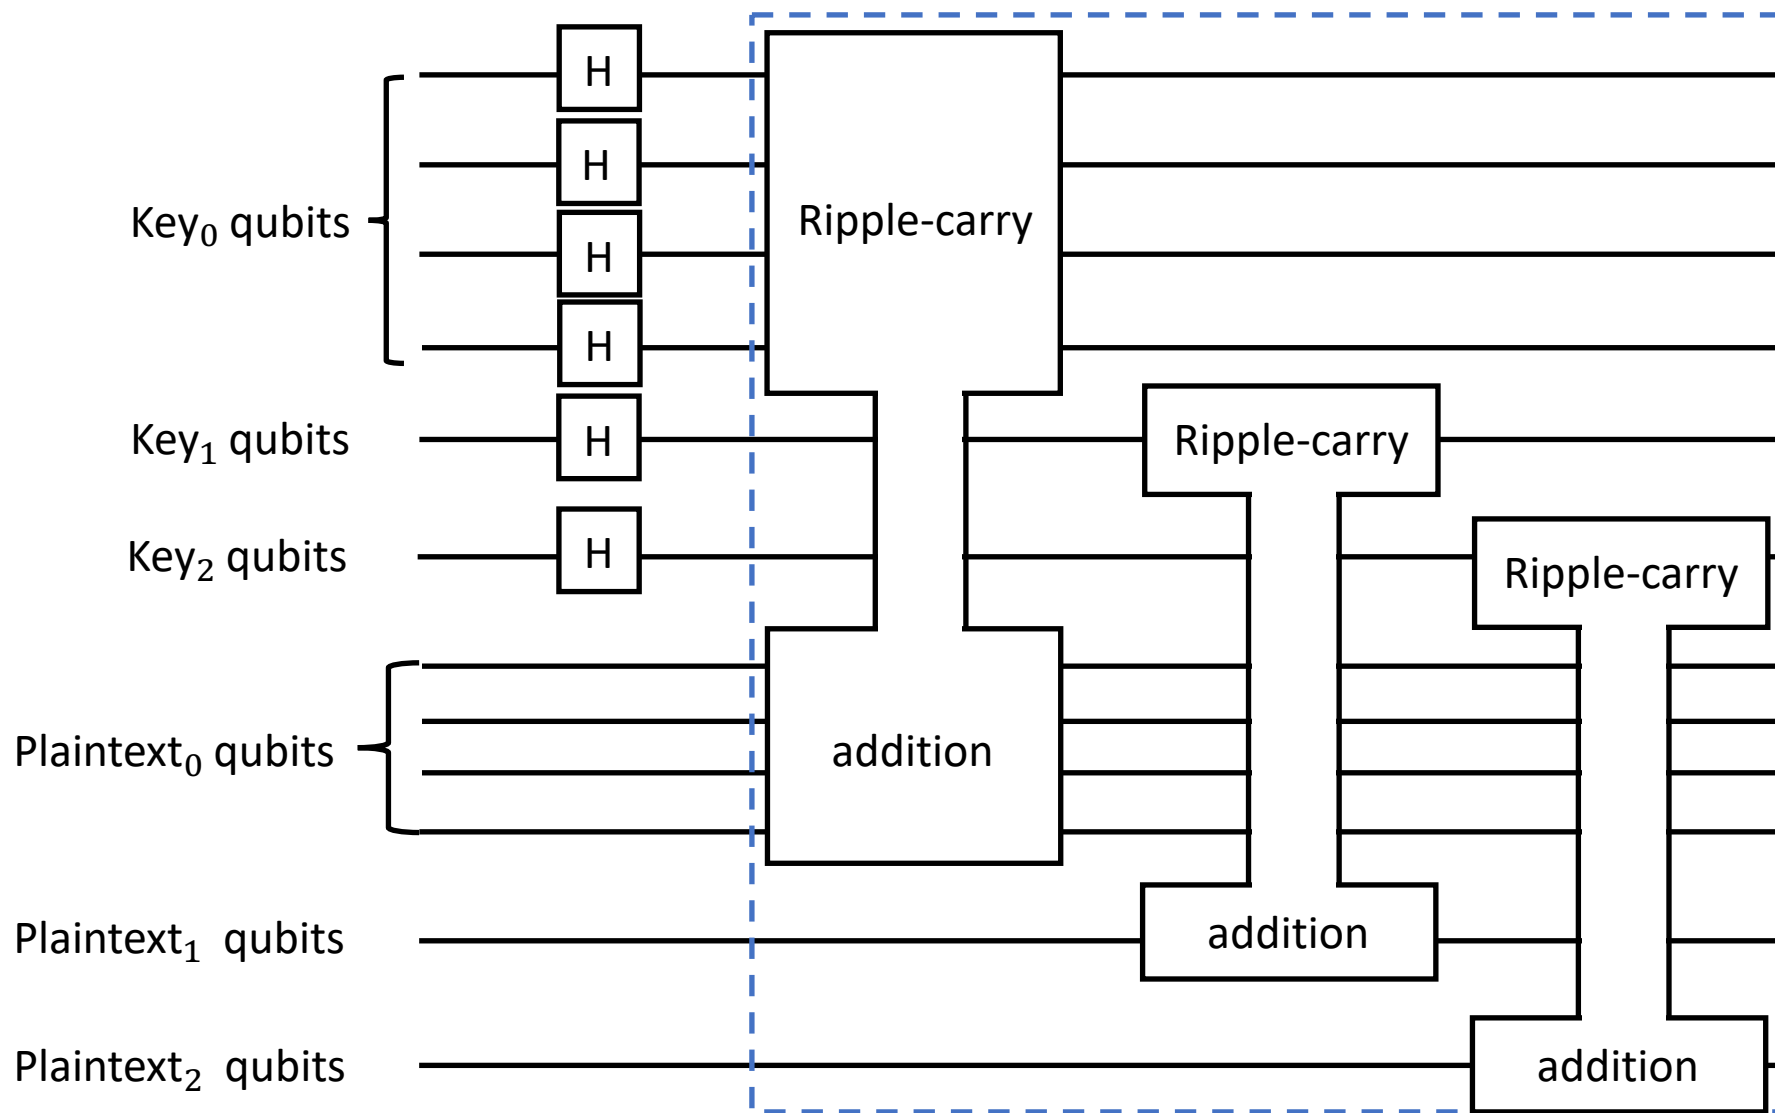 H
H
Key₀ qubits
Ripple-carry
H
H
Key₁ qubits
H
Ripple-carry
Key₂ qubits
H
Ripple-carry
Plaintext₀ qubits
addition
Plaintext₁ qubits
addition
Plaintext₂ qubits
addition